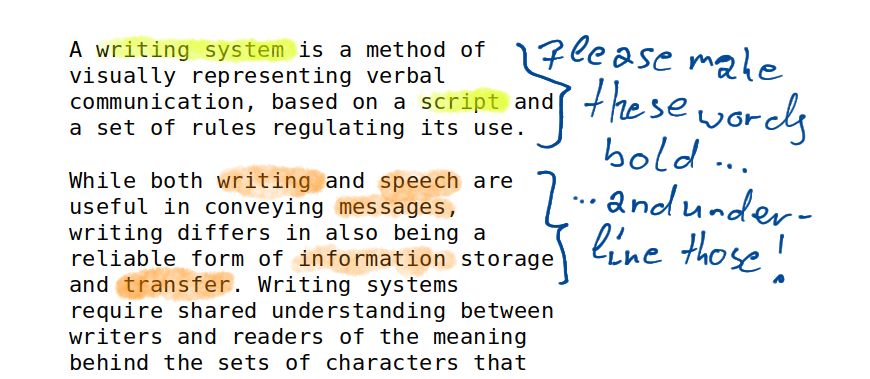 A writing system is a method of
visually representing verbal
communication, based on a script and
a set of rules regulating its use.
While both writing and speech are
useful in conveying messages,
writing differs in also being a
reliable form of information storage
and transfer. Writing systems
require shared understanding between
writers and readers of the meaning
behind the sets of characters that
Please make
these words
bold ...
... and under-
line those!